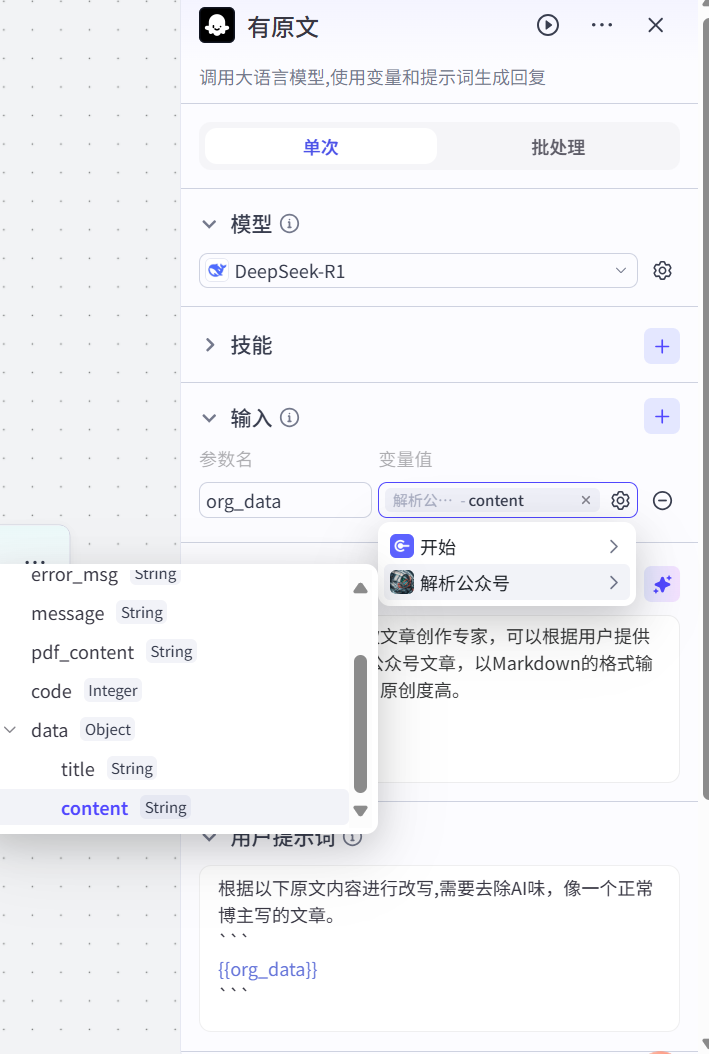 有原文
调用大语言模型,使用变量和提示词生成回复
单次
批处理
模型
DeepSeek-R1
技能
输入
参数名
变量值
org_data
解析公··· - content
开始
解析公众号
error_msg String
message String
pdf_content String
code Integer
data Object
title String
content String
文章创作专家，可以根据用户提供
公众号文章，以Markdown的格式输
原创度高。
用户提示词
根据以下原文内容进行改写,需要去除AI味，像一个正常
博主写的文章。
```
{{org_data}}
```